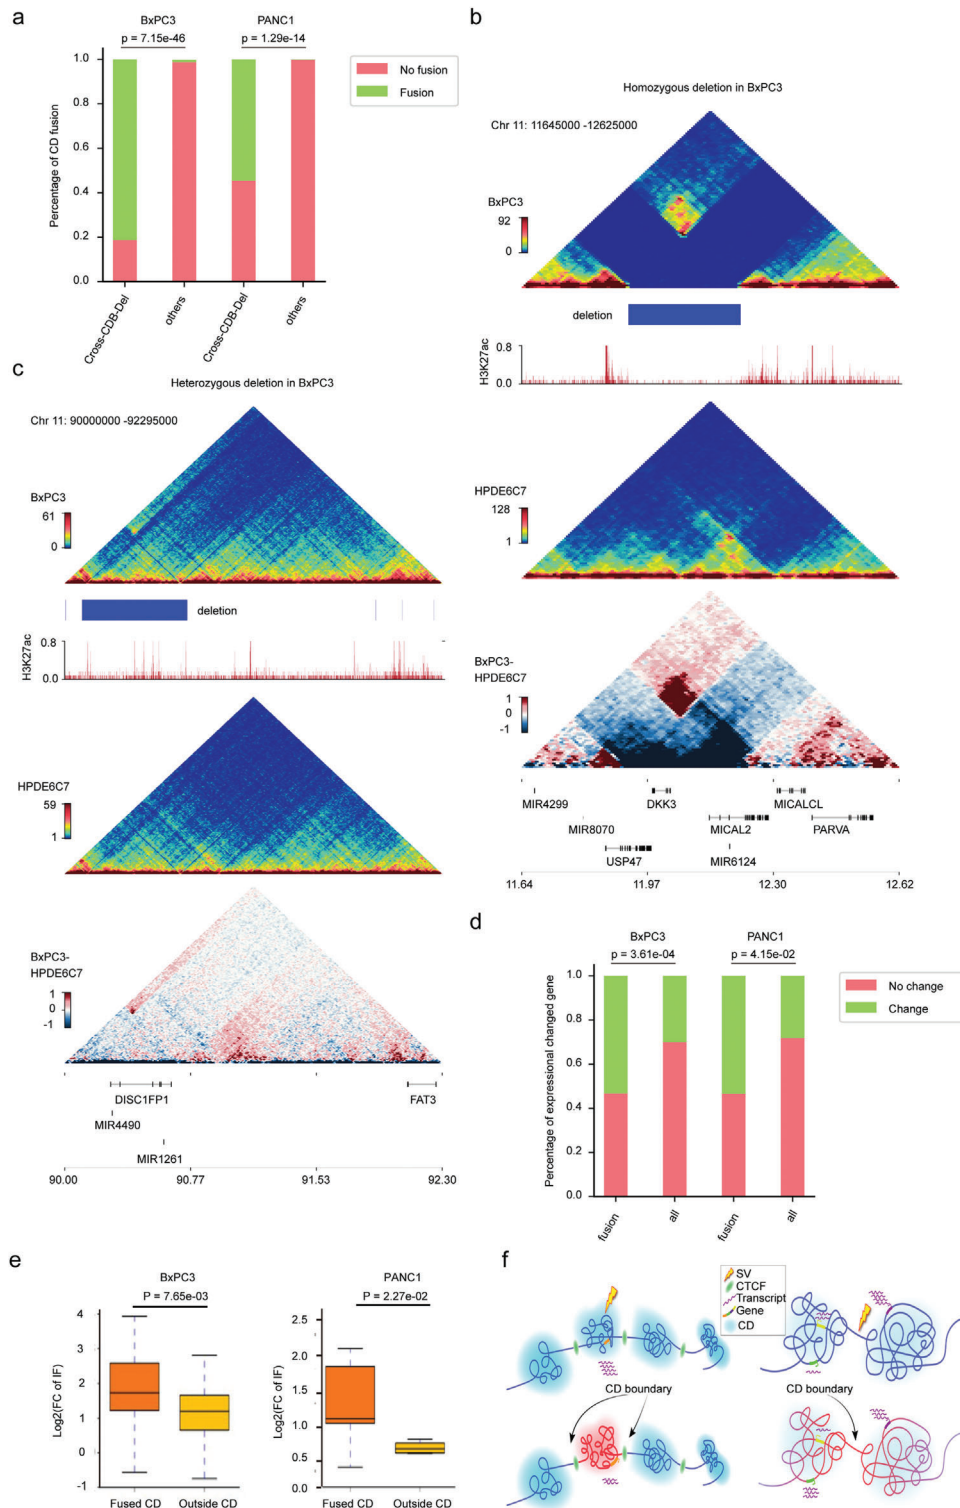 a
BxPC3
PANC1
p = 7.15e-46
p = 1.29e-14
Percentage of CD fusion
1.0
0.8
0.6
0.4
0.2
0.0
Cross-CDB-Del
others
Cross-CDB-Del
others
No fusion
Fusion
b
Homozygous deletion in BxPC3
Chr 11: 11645000 -12625000
BxPC3
92
0
deletion
H3K27ac
0.8
0.0
HPDE6C7
128
1
BxPC3-
HPDE6C7
1
0
-1
MIR4299
DKK3
MICALCL
MIR8070
MICAL2
PARVA
USP47
MIR6124
11.64
11.97
12.30
12.62
c
Heterozygous deletion in BxPC3
Chr 11: 90000000 -92295000
BxPC3
61
0
deletion
H3K27ac
0.8
0.0
HPDE6C7
59
1
BxPC3-
HPDE6C7
1
0
-1
DISC1FP1
FAT3
MIR4490
MIR1261
90.00
90.77
91.53
92.30
d
BxPC3
PANC1
p = 3.61e-04
p = 4.15e-02
Percentage of expressional changed gene
1.0
0.8
0.6
0.4
0.2
0.0
fusion
all
fusion
all
No change
Change
e
BxPC3
P = 7.65e-03
Log2(FC of IF)
4
3
2
1
0
-1
Fused CD
Outside CD
PANC1
P = 2.27e-02
Log2(FC of IF)
2.5
2.0
1.5
1.0
0.5
0.0
Fused CD
Outside CD
f
SV
CTCF
Transcript
Gene
CD
CD boundary
CD boundary